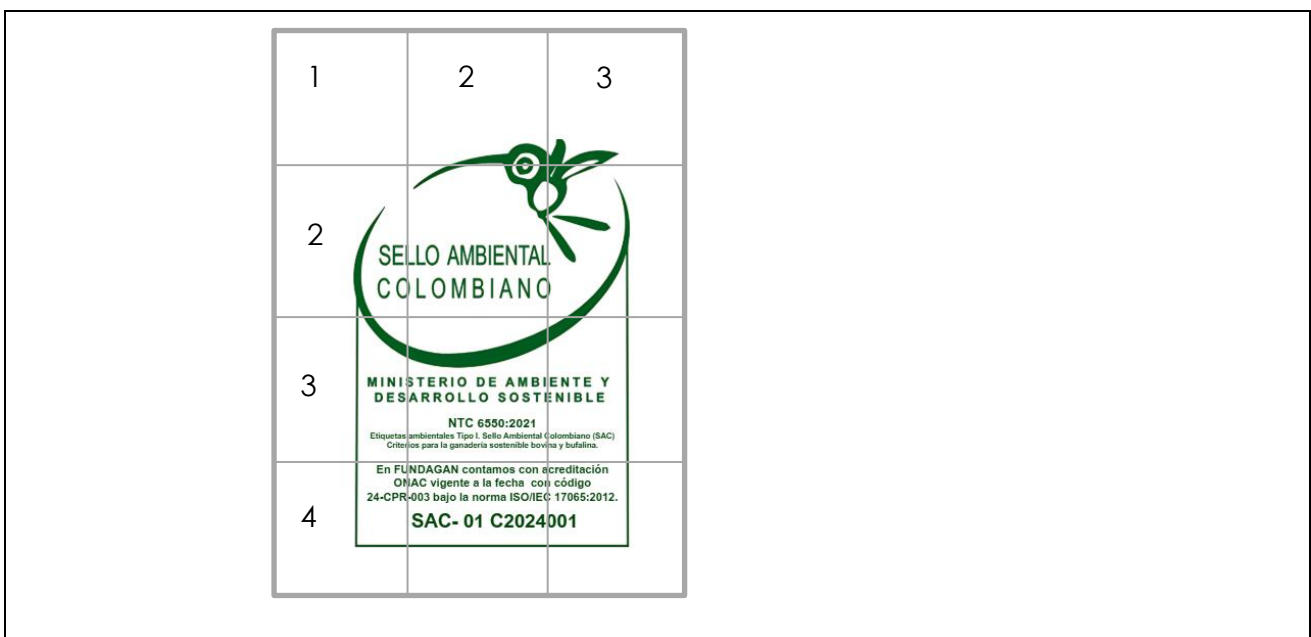 1 2 3
2
SELLO AMBIENTAL
COLOMBIANO
3
MINISTERIO DE AMBIENTE Y
DESARROLLO SOSTENIBLE
NTC 6550:2021
Etiquetas ambientales Tipo I. Sello Ambiental Colombiano (SAC)
Criterios para la ganadería sostenible bovina y bufalina.
En FUNDAGAN contamos con acreditación
ONAC vigente a la fecha con código
24-CPR-003 bajo la norma ISO/IEC 17065:2012.
4
SAC- 01 C2024001